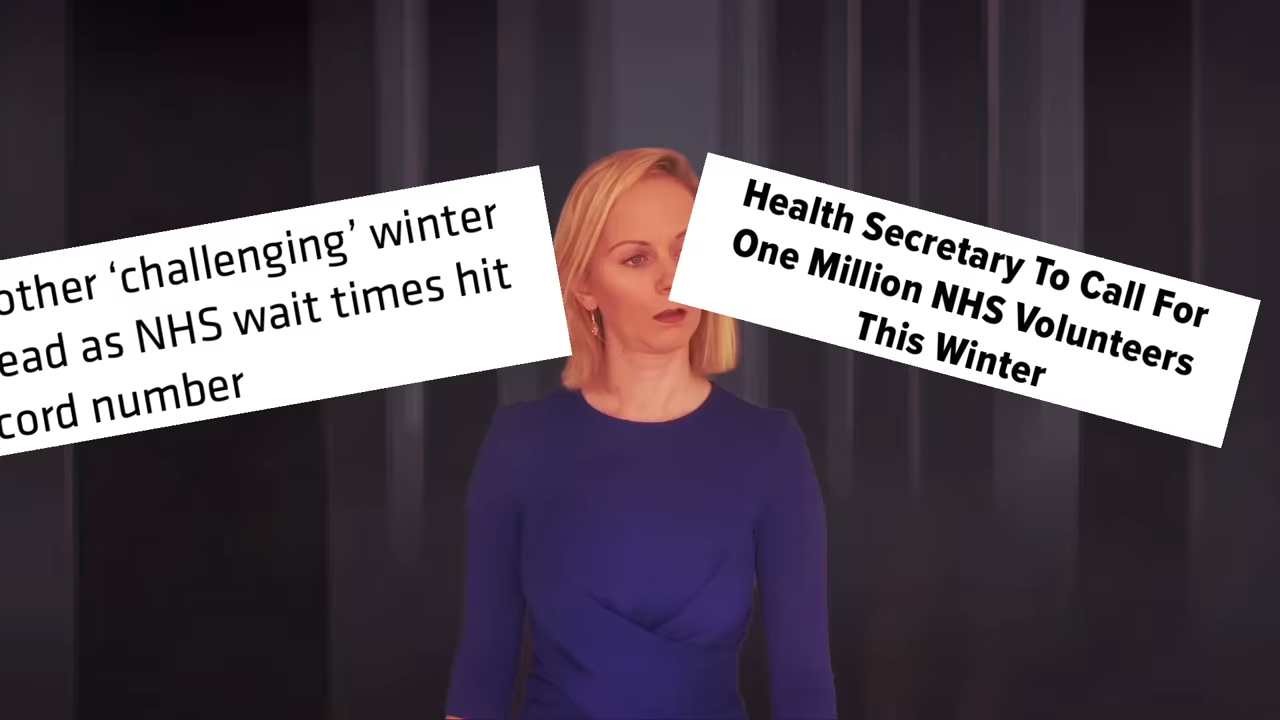 other ‘challenging’ winter
ead as NHS wait times hit
cord number
Health Secretary To Call For
One Million NHS Volunteers
This Winter